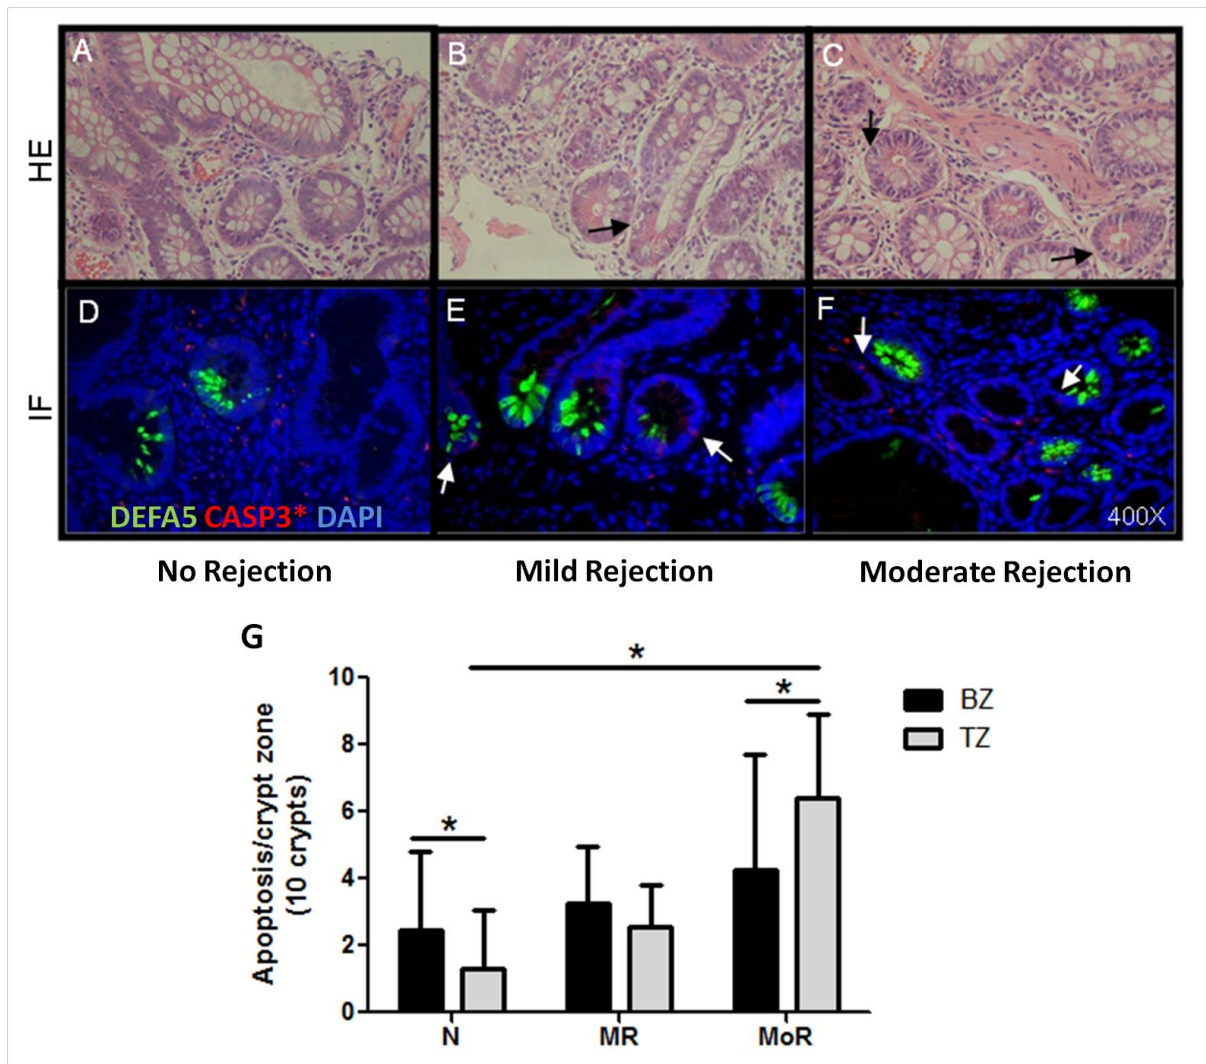 A B C
HE
D E F
IF
DEFA5 CASP3* DAPI
400X
No Rejection Mild Rejection Moderate Rejection
G
*
*
*
10
8
6
4
2
0
Apoptosis/crypt zone
(10 crypts)
BZ
TZ
N MR MoR